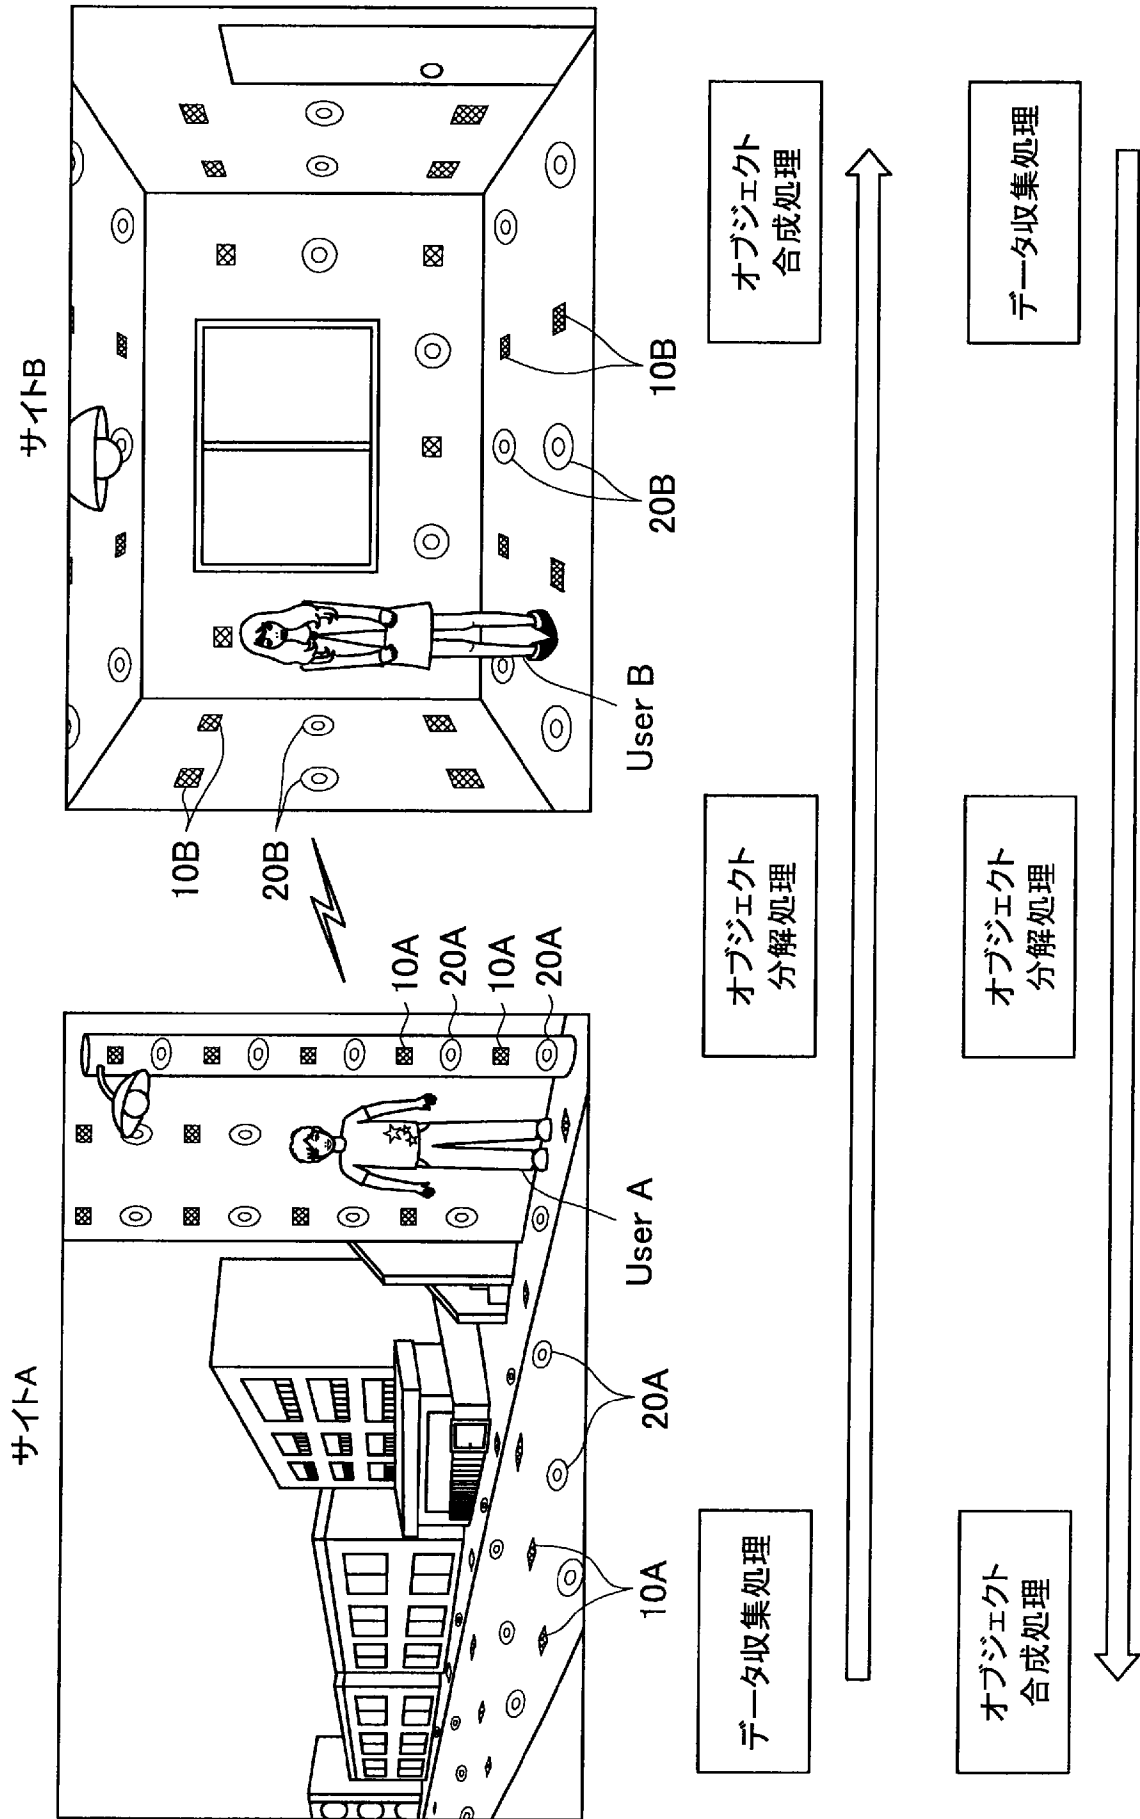 サイトA
サイトB
10A
20A
10A
20A
10B
20B
10A
20A
User A
User B
20B
10B
データ収集処理
オブジェクト
分解処理
オブジェクト
合成処理
オブジェクト
合成処理
オブジェクト
分解処理
データ収集処理